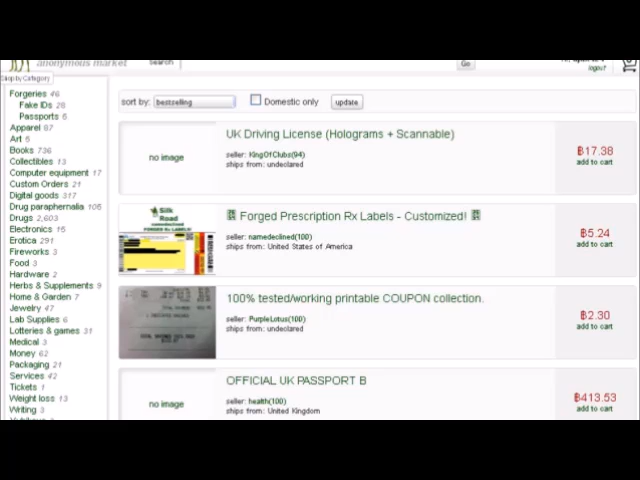 anonymous market
search
Go
logout
Shop by Category
Forgeries 46
Fake IDs 28
Passports 6
Apparel 87
Art 5
Books 736
Collectibles 13
Computer equipment 17
Custom Orders 21
Digital goods 317
Drug paraphernalia 105
Drugs 2,603
Electronics 15
Erotica 291
Fireworks 3
Food 3
Hardware 2
Herbs & Supplements 9
Home & Garden 7
Jewelry 47
Lab Supplies 6
Lotteries & games 31
Medical 3
Money 62
Packaging 21
Services 42
Tickets 1
Weight loss 13
Writing 3
sort by: bestselling Domestic only update
no image
UK Driving License (Holograms + Scannable)
seller: KingOfClubs(94)
ships from: undeclared
฿17.38
add to cart
Silk
Road
namedeclined
FORGED Rx LABELS!
Forged Prescription Rx Labels - Customized!
seller: namedeclined(100)
ships from: United States of America
฿5.24
add to cart
100% tested/working printable COUPON collection.
seller: PurpleLotus(100)
ships from: undeclared
฿2.30
add to cart
no image
OFFICIAL UK PASSPORT B
seller: health(100)
ships from: United Kingdom
฿413.53
add to cart